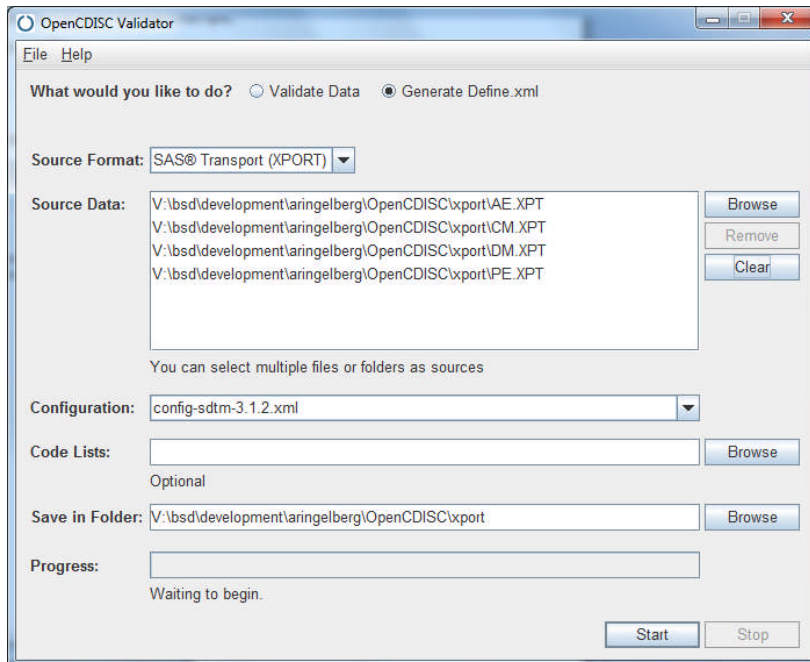 OpenCDISC Validator
File Help
What would you like to do? Validate Data Generate Define.xml
Source Format: SAS® Transport (XPORT)
Source Data: V:\bsd\development\aringelberg\OpenCDISC\xport\AE.XPT Browse
V:\bsd\development\aringelberg\OpenCDISC\xport\CM.XPT Remove
V:\bsd\development\aringelberg\OpenCDISC\xport\DM.XPT
V:\bsd\development\aringelberg\OpenCDISC\xport\PE.XPT Clear
You can select multiple files or folders as sources
Configuration: config-sdtm-3.1.2.xml
Code Lists: Browse
Optional
Save in Folder: V:\bsd\development\aringelberg\OpenCDISC\xport Browse
Progress:
Waiting to begin.
Start Stop